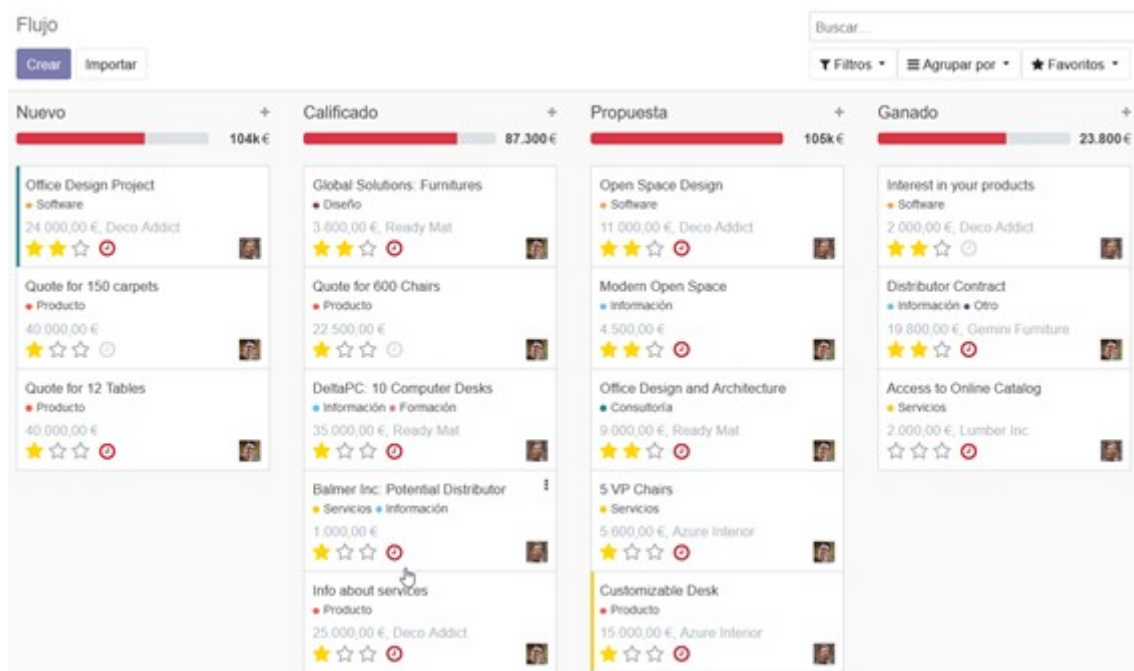 Flujo
Buscar...
Crear Importar
Filtros Agrupar por Favoritos
Nuevo +
104k €
Office Design Project
Software
24.000,00 €, Deco Addict
Quote for 150 carpets
Producto
40.000,00 €
Quote for 12 Tables
Producto
40.000,00 €
Calificado +
87.300 €
Global Solutions: Furnitures
Diseño
3.800,00 €, Ready Mat
Quote for 600 Chairs
Producto
22.500,00 €
DeltaPC: 10 Computer Desks
Información Formación
35.000,00 €, Ready Mat
Balmer Inc: Potential Distributor
Servicios Información
1.000,00 €
Info about services
Producto
25.000,00 €, Deco Addict
Propuesta +
105k €
Open Space Design
Software
11.000,00 €, Deco Addict
Modern Open Space
Información
4.500,00 €
Office Design and Architecture
Consultoría
9.000,00 €, Ready Mat
5 VP Chairs
Servicios
5.600,00 €, Azure Interior
Customizable Desk
Producto
15.000,00 €, Azure Interior
Ganado +
23.800 €
Interest in your products
Software
2.000,00 €, Deco Addict
Distributor Contract
Información Otro
19.800,00 €, Gemini Furniture
Access to Online Catalog
Servicios
2.000,00 €, Lumber Inc